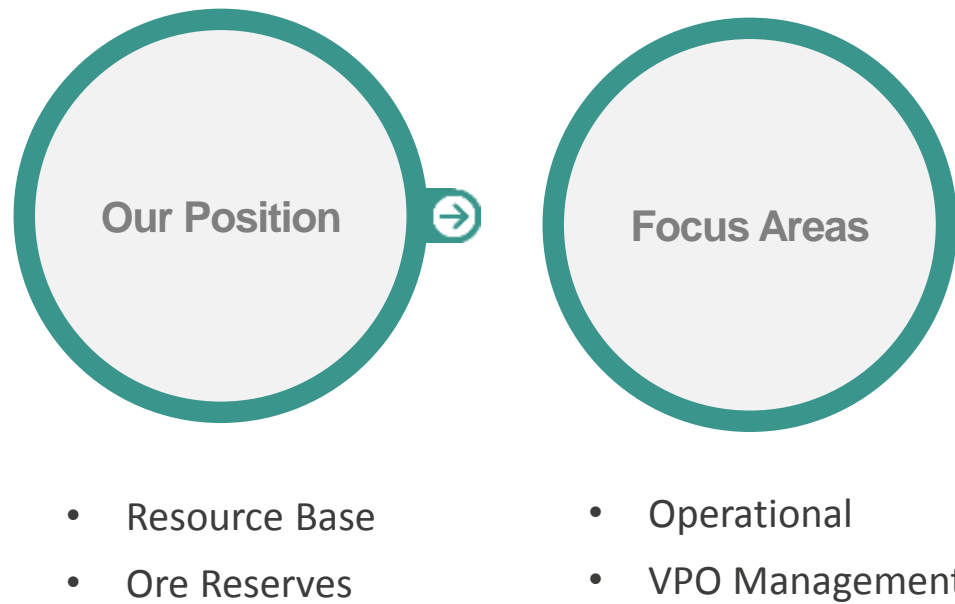 Our Position
Focus Areas
• Resource Base
• Ore Reserves
• Operational
• VPO Management